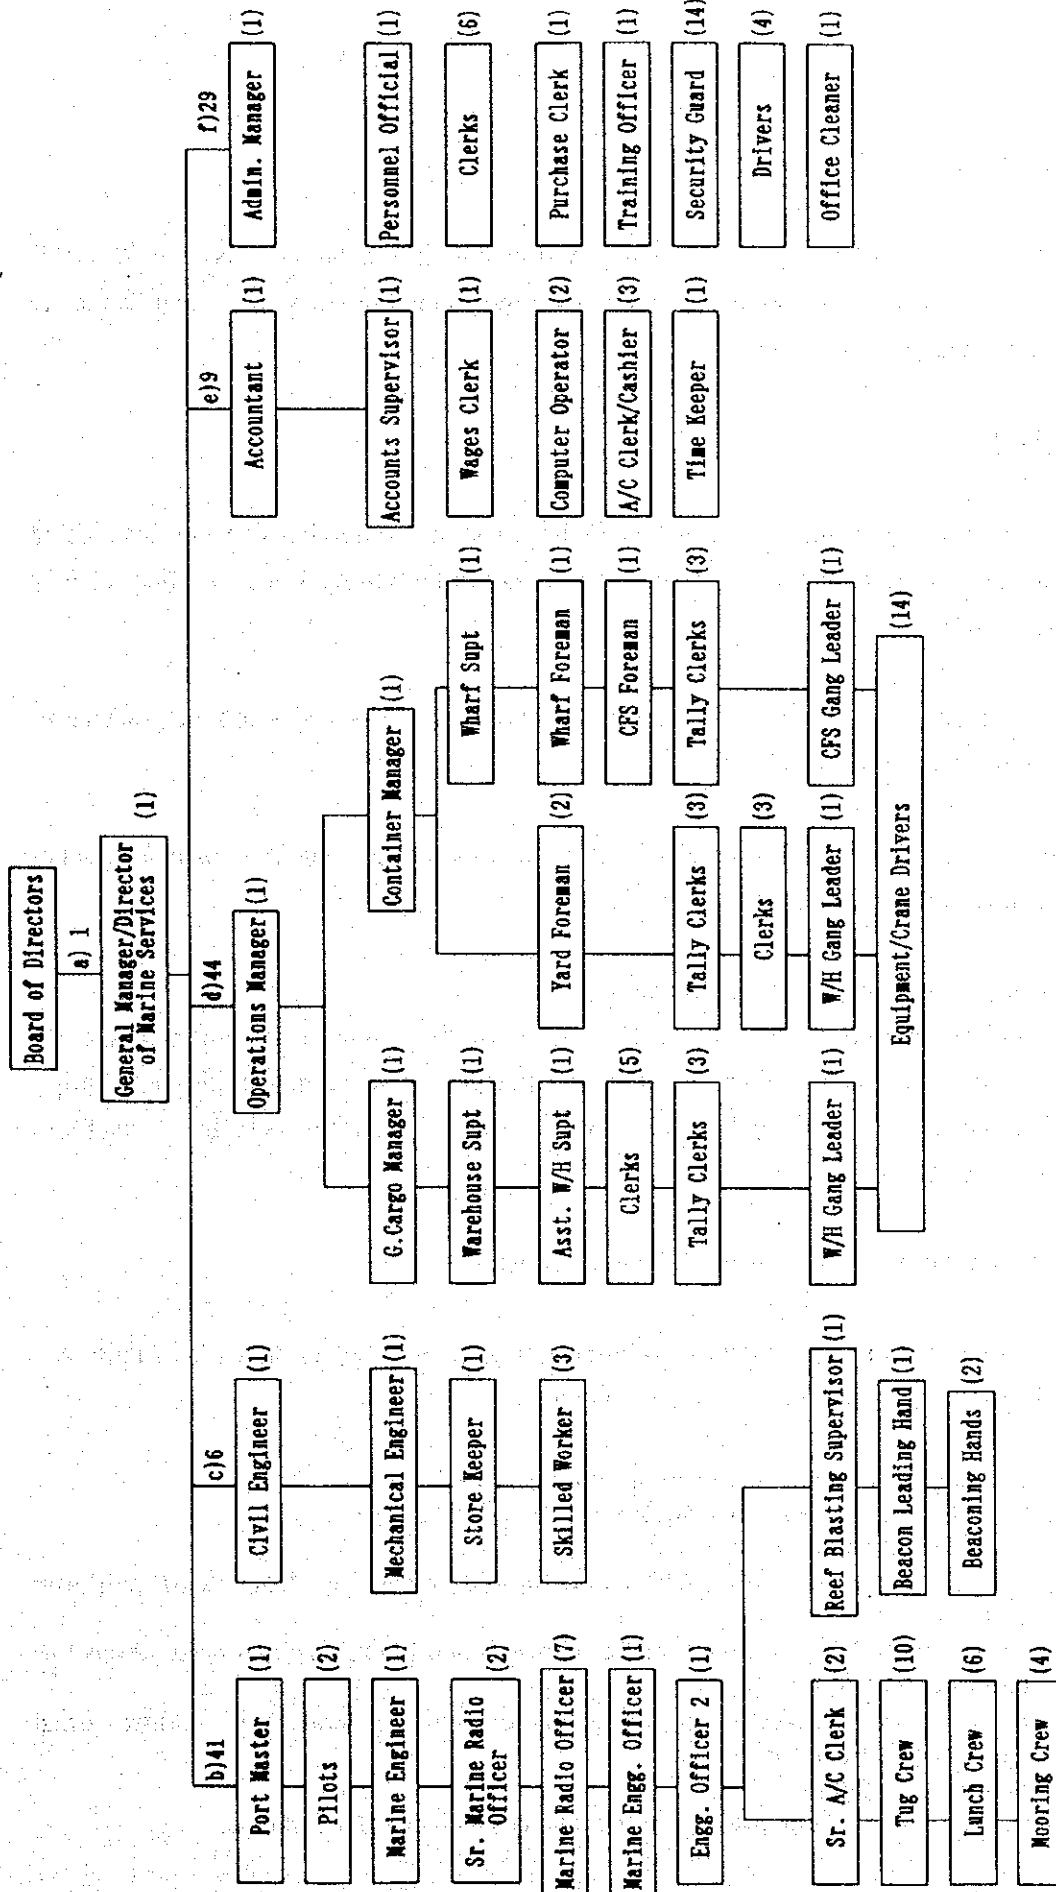 Board of Directors
a) 1
General Manager/Director
of Marine Services
(1)
b)41
Port Master
(1)
Pilots
(2)
Marine Engineer
(1)
Sr. Marine Radio
Officer
(2)
Marine Radio Officer
(7)
Marine Engg. Officer
(1)
Engg. Officer 2
(1)
Sr. A/C Clerk
(2)
Tug Crew
(10)
Lunch Crew
(6)
Mooring Crew
(4)
Reef Blasting Supervisor
(1)
Beacon Leading Hand
(1)
Beaconing Hands
(2)
c)6
Civil Engineer
(1)
Mechanical Engineer
(1)
Store Keeper
(1)
Skilled Worker
(3)
d)44
Operations Manager
(1)
G.Cargo Manager
(1)
Warehouse Supt
(1)
Asst. W/H Supt
(1)
Clerks
(5)
Tally Clerks
(3)
W/H Gang Leader
(1)
Container Manager
(1)
Yard Foreman
(2)
Tally Clerks
(3)
Clerks
(3)
W/H Gang Leader
(1)
Wharf Supt
(1)
Wharf Foreman
(1)
CFS Foreman
(1)
Tally Clerks
(3)
CFS Gang Leader
(1)
Equipment/Crane Drivers
(14)
e)9
Accountant
(1)
Accounts Supervisor
(1)
Wages Clerk
(1)
Computer Operator
(2)
A/C Clerk/Cashier
(3)
Time Keeper
(1)
f)29
Admin. Manager
(1)
Personnel Official
(1)
Clerks
(6)
Purchase Clerk
(1)
Training Officer
(1)
Security Guard
(14)
Drivers
(4)
Office Cleaner
(1)